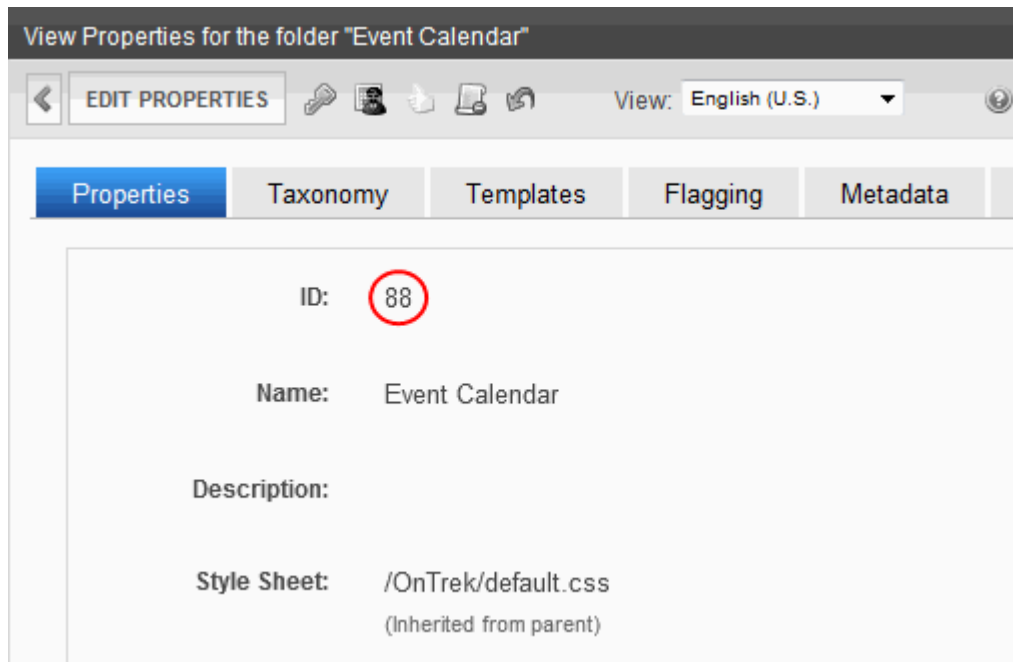 View Properties for the folder "Event Calendar"
EDIT PROPERTIES View: English (U.S.)
Properties Taxonomy Templates Flagging Metadata
ID: 88
Name: Event Calendar
Description:
Style Sheet: /OnTrek/default.css
(Inherited from parent)